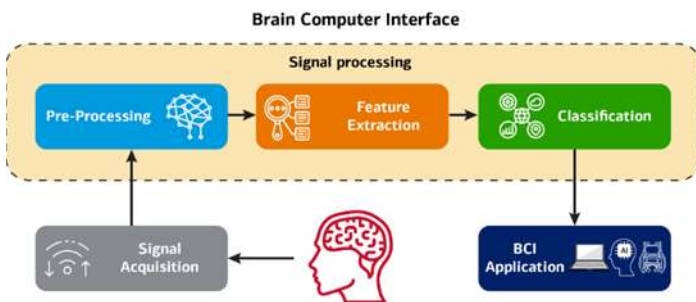 Brain Computer Interface
Signal processing
Pre-Processing
Feature
Extraction
Classification
Signal
Acquisition
BCI
Application
AI